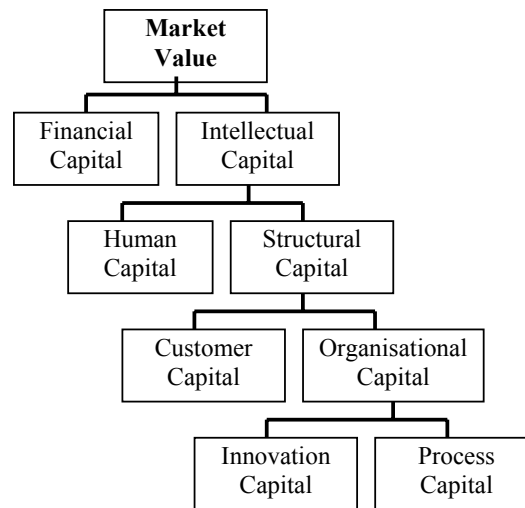 Market
Value
Financial
Capital
Intellectual
Capital
Human
Capital
Structural
Capital
Customer
Capital
Organisational
Capital
Innovation
Capital
Process
Capital